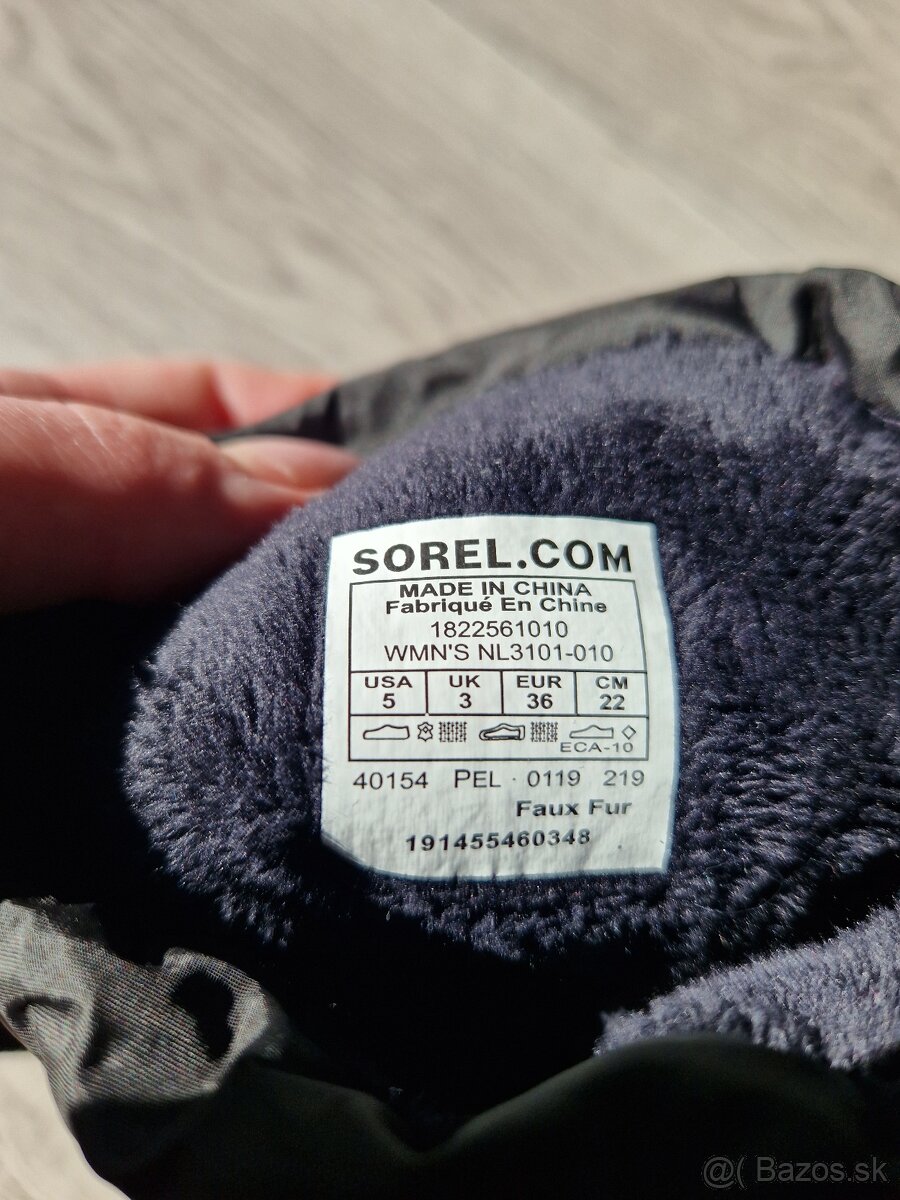 SOREL.COM
MADE IN CHINA
Fabriqué En Chine
1822561010
WMN'S NL3101-010
USA UK EUR CM
5 3 36 22
ECA-10
40154 PEL · 0119 219
Faux Fur
191455460348
@( Bazos.sk